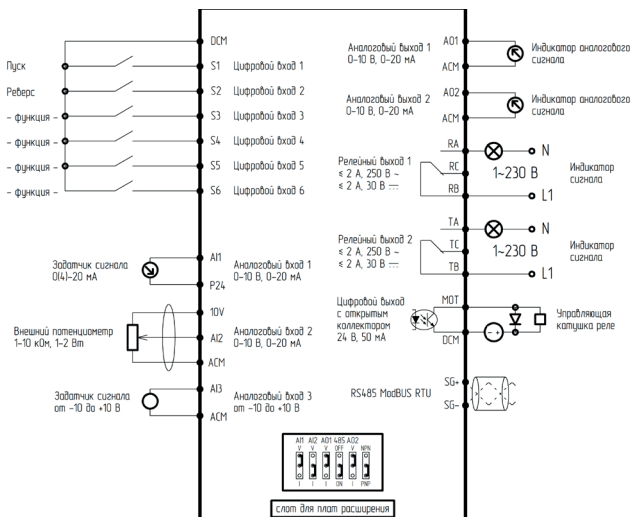 DCM
Пуск
S1 Цифровой вход 1
Реверс
S2 Цифровой вход 2
- функция -
S3 Цифровой вход 3
- функция -
S4 Цифровой вход 4
- функция -
S5 Цифровой вход 5
- функция -
S6 Цифровой вход 6
Задатчик сигнала
0(4)-20 мА
AI1
P24
Аналоговый вход 1
0-10 В, 0-20 мА
Внешний потенциометр
1-10 кОм, 1-2 Вт
10V
AI2
ACM
Аналоговый вход 2
0-10 В, 0-20 мА
Задатчик сигнала
от -10 до +10 В
AI3
ACM
Аналоговый вход 3
от -10 до +10 В
Аналоговый выход 1
0-10 В, 0-20 мА
AO1
ACM
Индикатор аналогового
сигнала
Аналоговый выход 2
0-10 В, 0-20 мА
AO2
ACM
Индикатор аналогового
сигнала
Релейный выход 1
≤ 2 А, 250 В ~
≤ 2 А, 30 В ⎓
RA
RC
RB
N
1~230 В
L1
Индикатор
сигнала
Релейный выход 2
≤ 2 А, 250 В ~
≤ 2 А, 30 В ⎓
TA
TC
TB
N
1~230 В
L1
Индикатор
сигнала
Цифровой выход
с открытым
коллектором
24 В, 50 мА
MOT
DCM
- +
Управляющая
катушка реле
RS485 ModBUS RTU
SG+
SG-
AI1 AI2 AO1 485 AO2
V V V OFF V NPN
I I I ON I PNP
слот для плат расширения